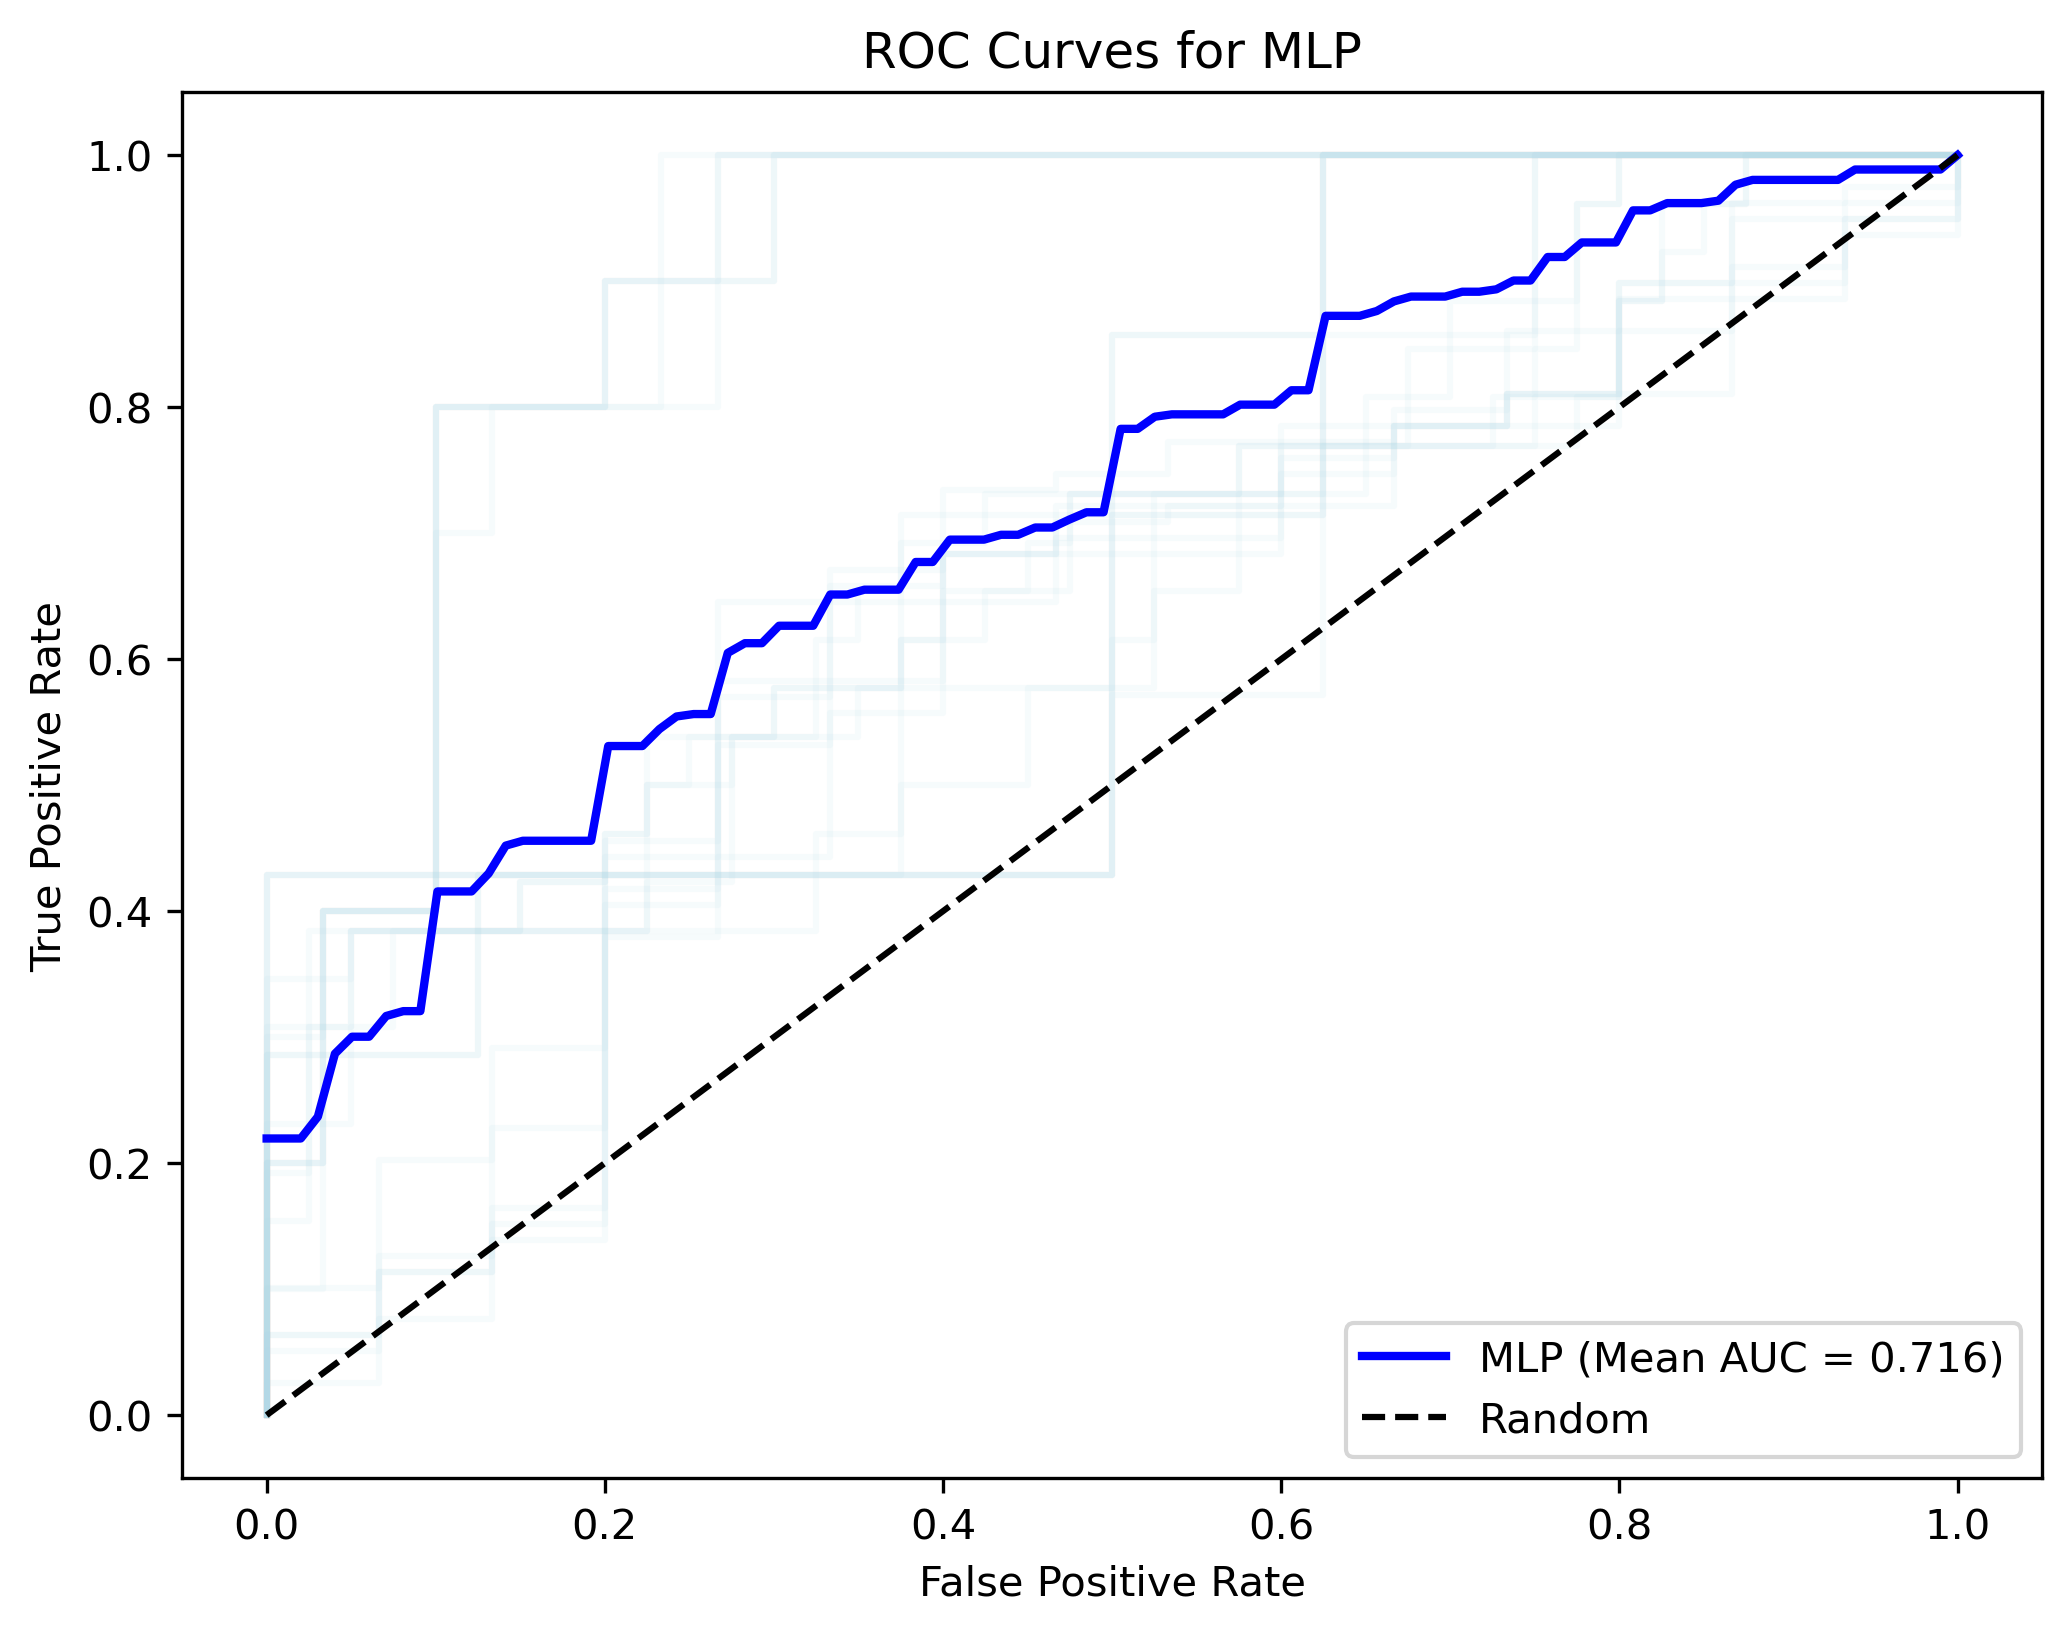 ROC Curves for MLP
True Positive Rate
1.0
0.8
0.6
0.4
0.2
0.0
0.0 0.2 0.4 0.6 0.8 1.0
False Positive Rate
MLP (Mean AUC = 0.716)
Random